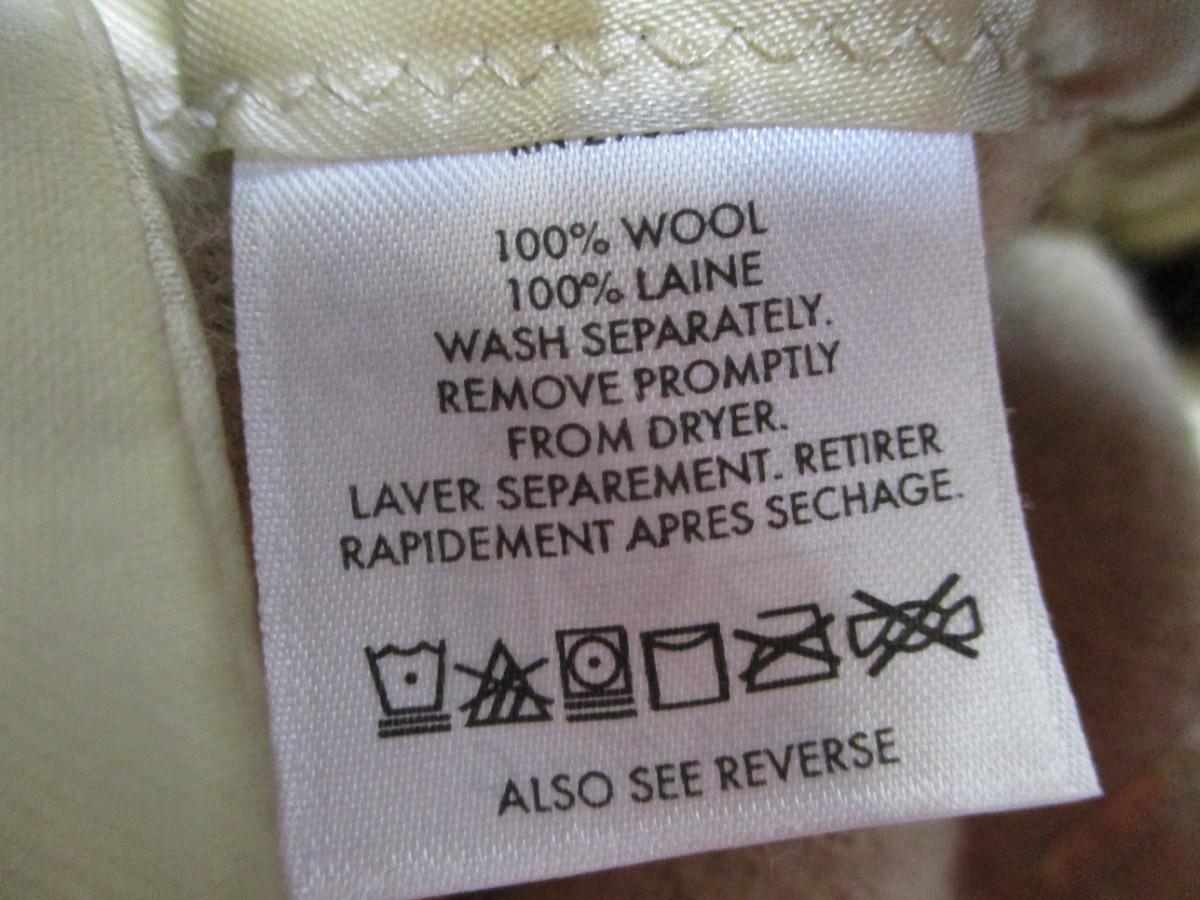 100% WOOL
100% LAINE
WASH SEPARATELY.
REMOVE PROMPTLY
FROM DRYER.
LAVER SEPAREMENT. RETIRER
RAPIDEMENT APRES SECHAGE.
ALSO SEE REVERSE